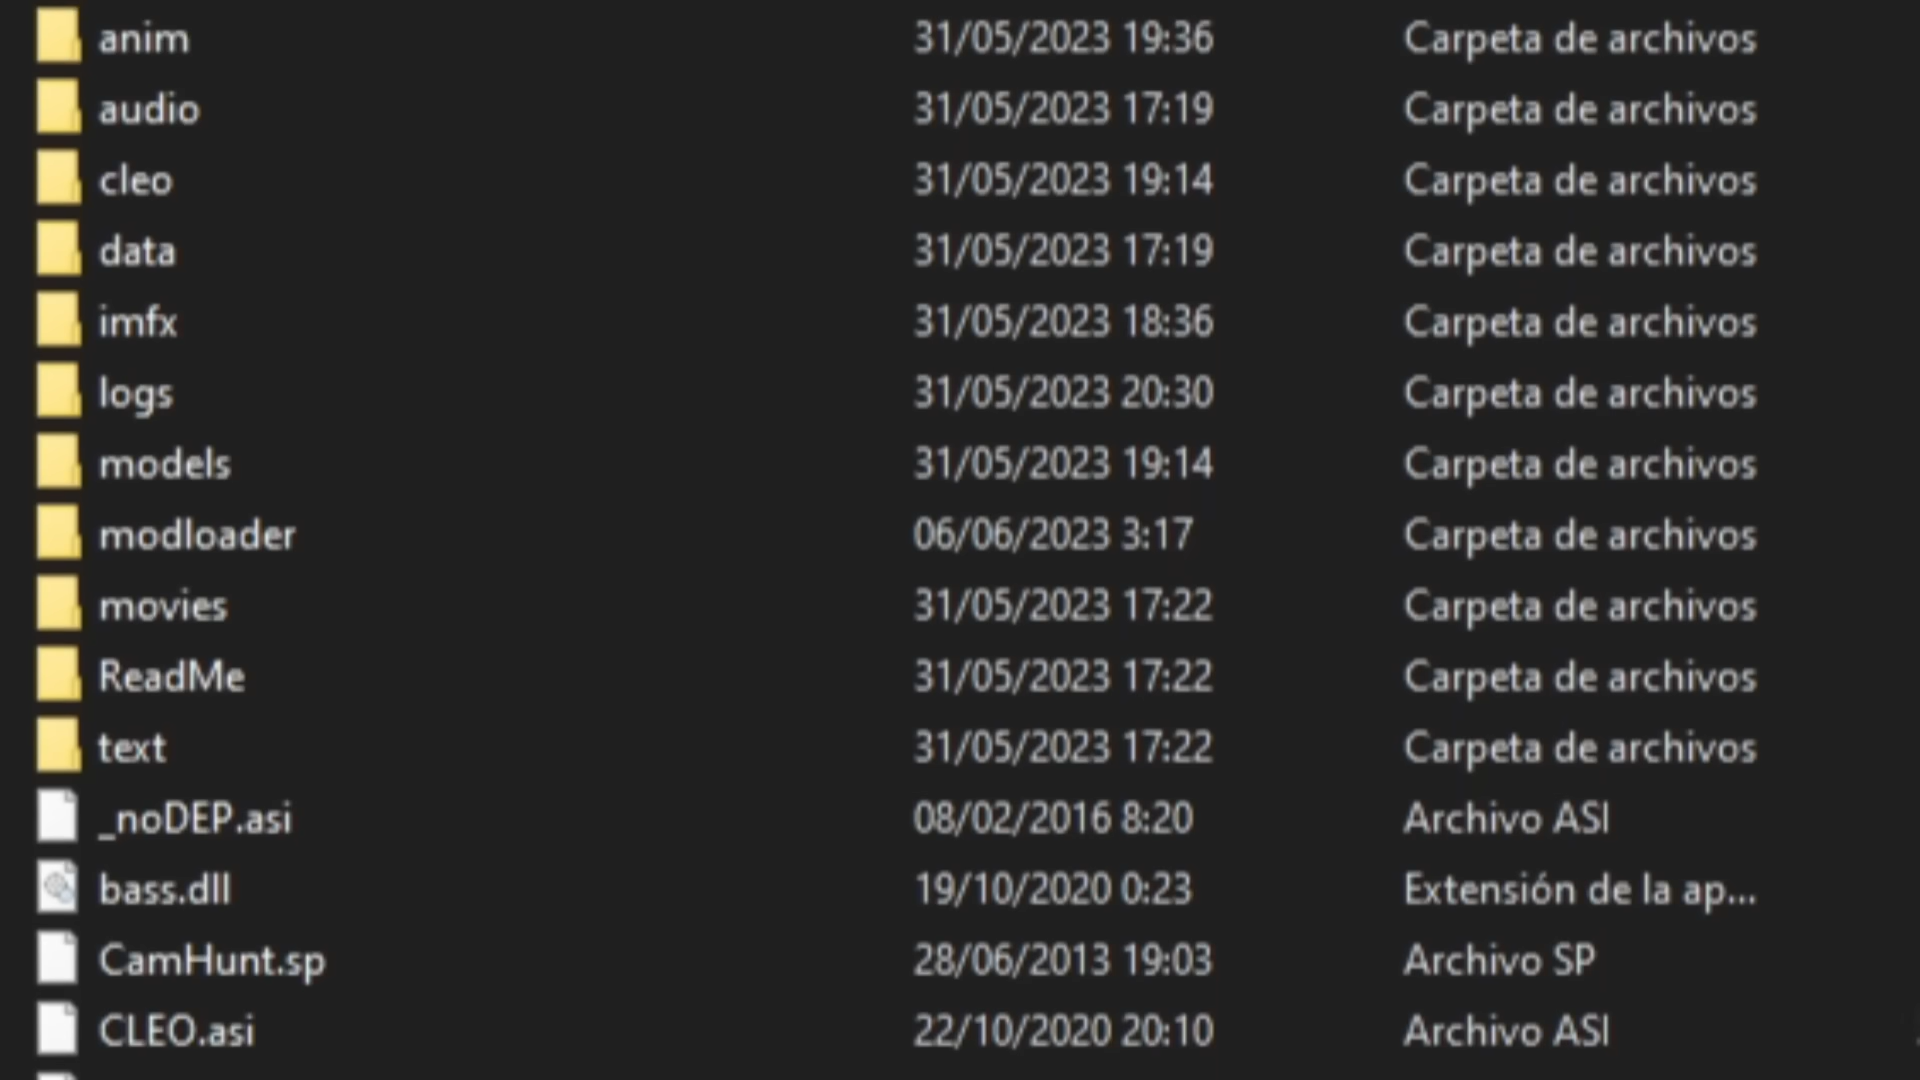 anim 31/05/2023 19:36 Carpeta de archivos
audio 31/05/2023 17:19 Carpeta de archivos
cleo 31/05/2023 19:14 Carpeta de archivos
data 31/05/2023 17:19 Carpeta de archivos
imfx 31/05/2023 18:36 Carpeta de archivos
logs 31/05/2023 20:30 Carpeta de archivos
models 31/05/2023 19:14 Carpeta de archivos
modloader 06/06/2023 3:17 Carpeta de archivos
movies 31/05/2023 17:22 Carpeta de archivos
ReadMe 31/05/2023 17:22 Carpeta de archivos
text 31/05/2023 17:22 Carpeta de archivos
_noDEP.asi 08/02/2016 8:20 Archivo ASI
bass.dll 19/10/2020 0:23 Extensión de la ap...
CamHunt.sp 28/06/2013 19:03 Archivo SP
CLEO.asi 22/10/2020 20:10 Archivo ASI